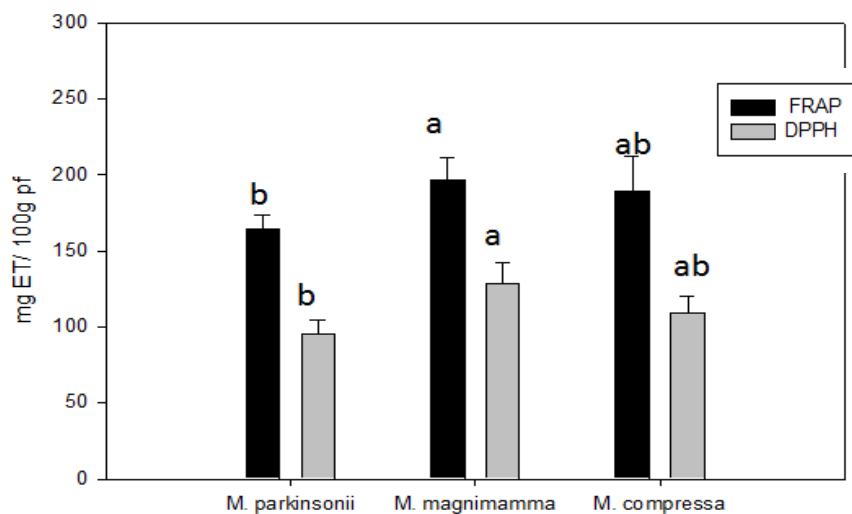 300
250
200
150
100
50
0
mg ET/ 100g pf
FRAP
DPPH
b
b
a
a
ab
ab
M. parkinsonii
M. magnimamma
M. compressa